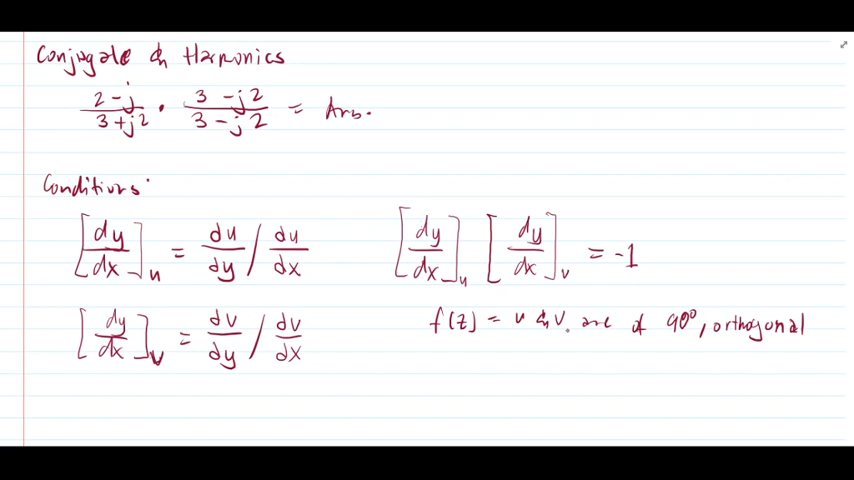 Conjugate & Harmonics
2 - j / 3 + j2 · 3 - j2 / 3 - j2 = Ans.
Conditions:
[dy/dx]u = du/dy / du/dx
[dy/dx]u [dy/dx]v = -1
[dy/dx]v = dv/dy / dv/dx
f(z) = u & v. are at 90°, orthogonal